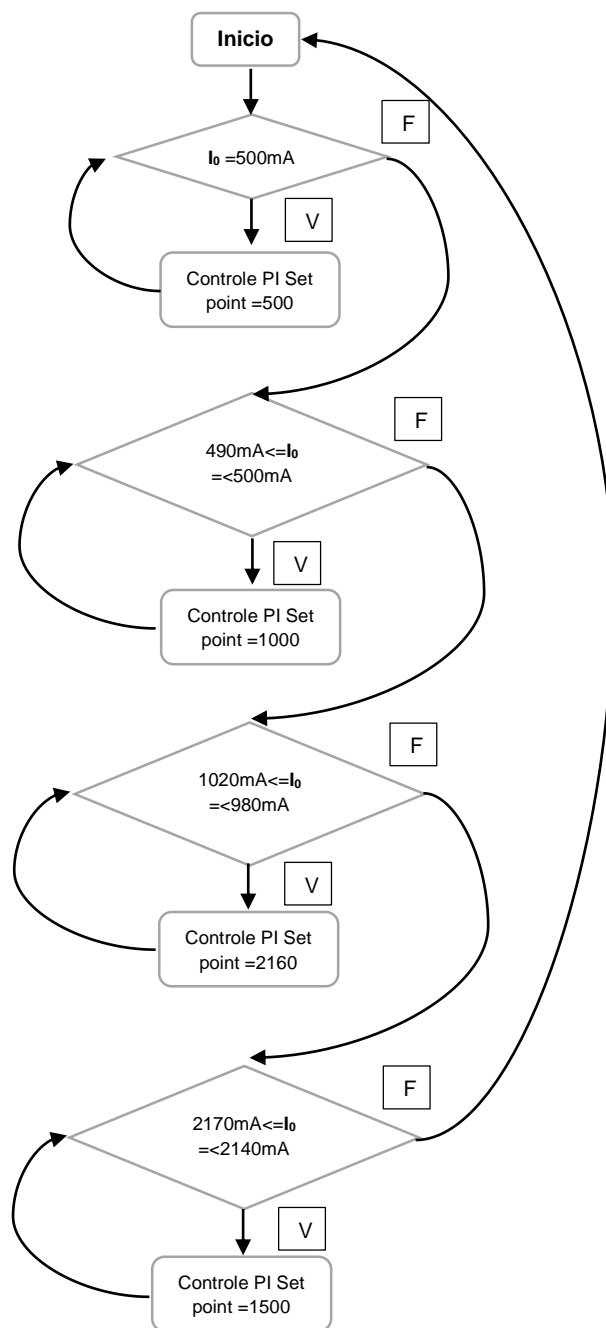 Inicio
F
I₀ =500mA
V
Controle PI Set
point =500
F
490mA<=I₀
=<500mA
V
Controle PI Set
point =1000
F
1020mA<=I₀
=<980mA
V
Controle PI Set
point =2160
F
2170mA<=I₀
=<2140mA
V
Controle PI Set
point =1500